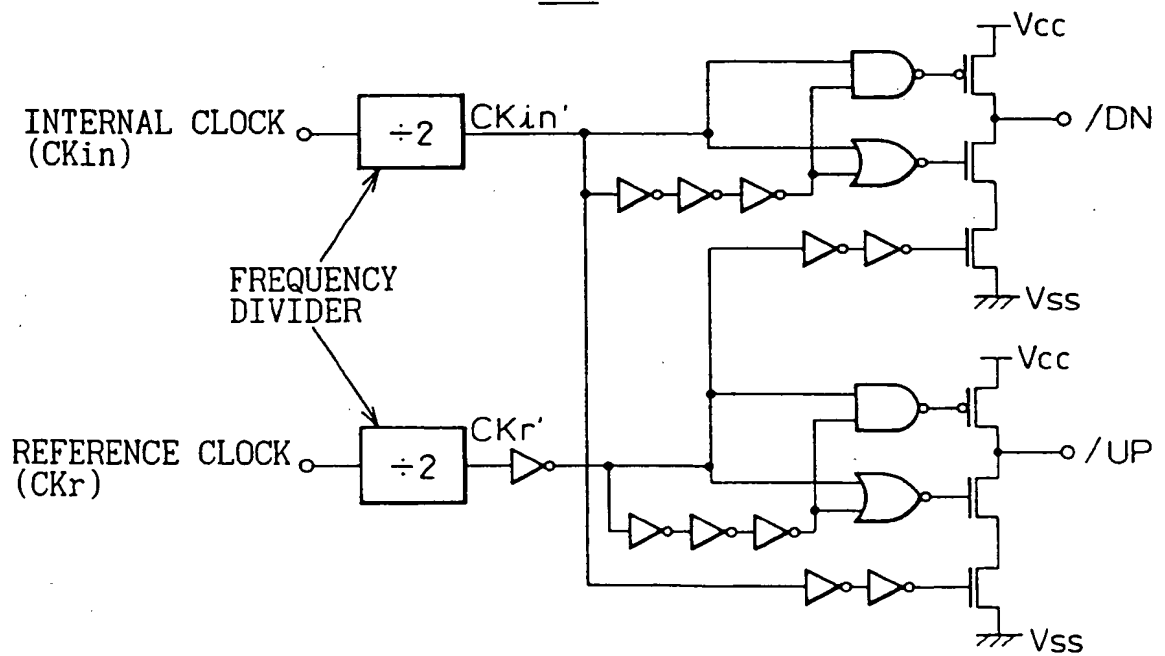 Vcc
INTERNAL CLOCK
(CKin)
÷2
CKin'
/DN
FREQUENCY
DIVIDER
Vss
Vcc
REFERENCE CLOCK
(CKr)
÷2
CKr'
/UP
Vss